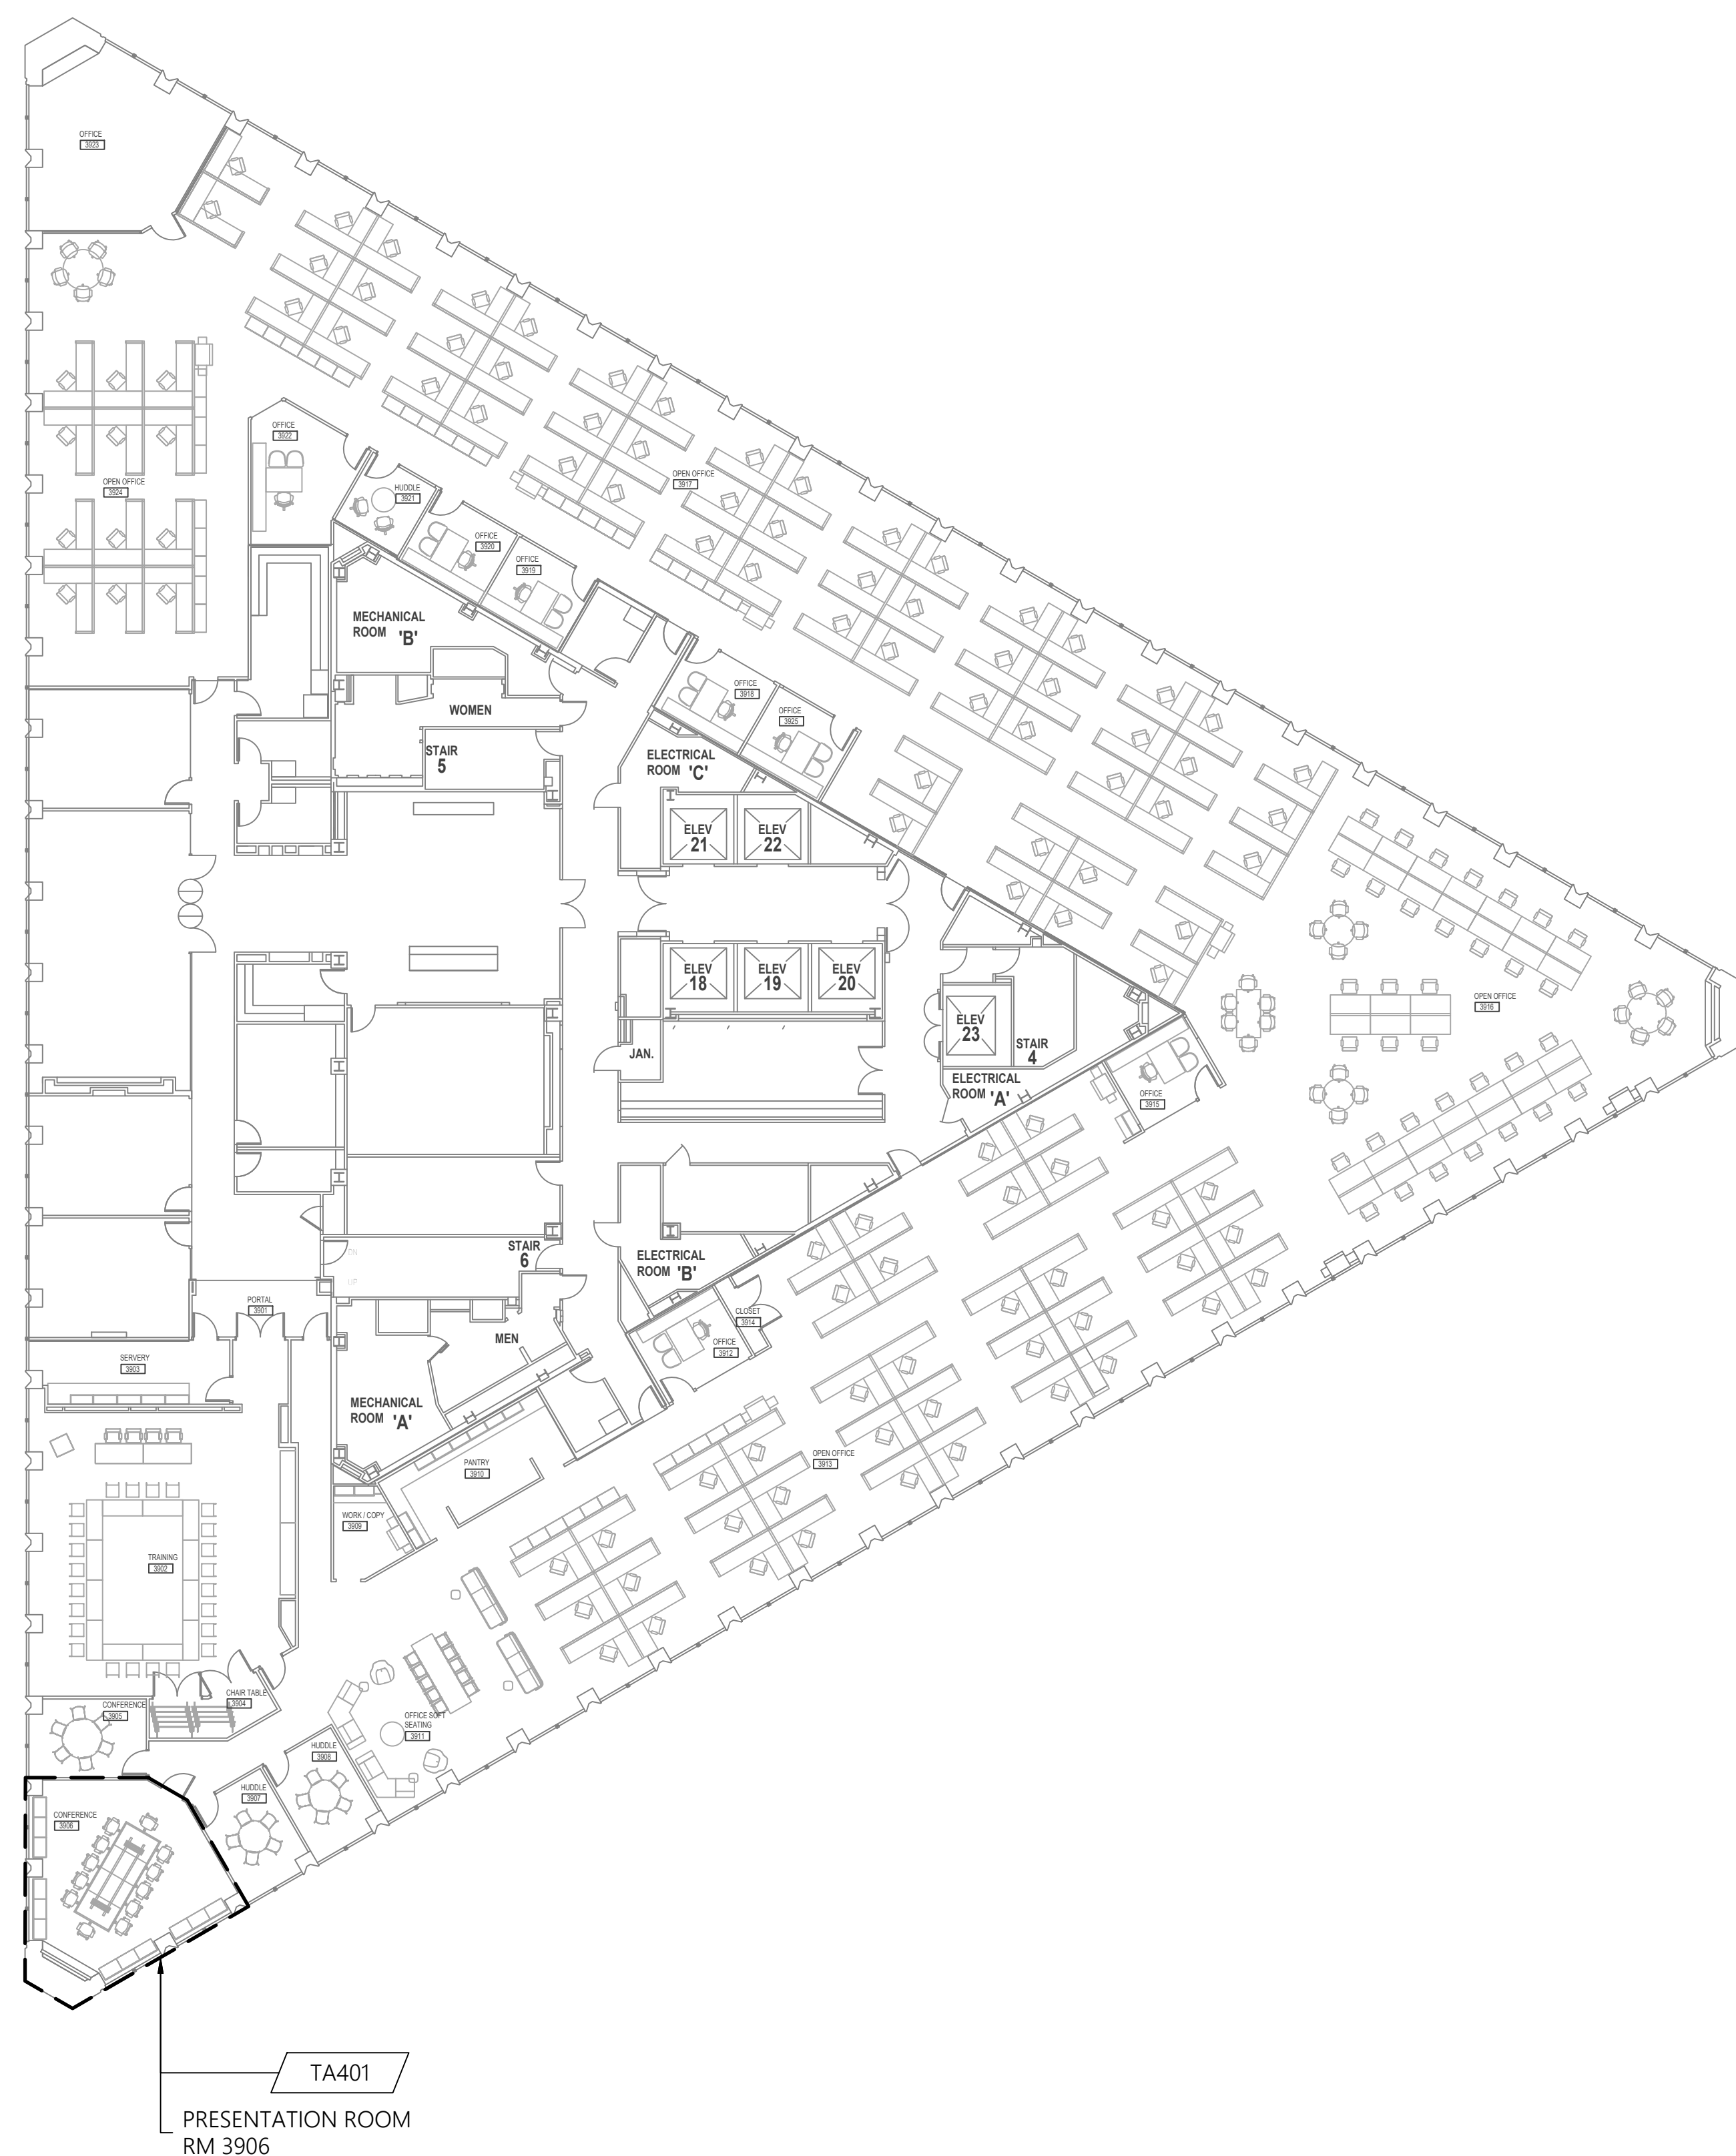 OFFICE
3923
OFFICE
3922
OPEN OFFICE
3924
HUDDLE
3921
OPEN OFFICE
3917
OFFICE
3920
OFFICE
3919
MECHANICAL
ROOM 'B'
WOMEN
STAIR
5
OFFICE
3918
OFFICE
3925
ELECTRICAL
ROOM 'C'
ELEV
21
ELEV
22
ELEV
18
ELEV
19
ELEV
20
OPEN OFFICE
3916
ELEV
23
STAIR
4
JAN.
ELECTRICAL
ROOM 'A'
OFFICE
3915
DN
UP
STAIR
6
ELECTRICAL
ROOM 'B'
PORTAL
3901
CLOSET
3914
OFFICE
3912
MEN
SERVERY
3903
MECHANICAL
ROOM 'A'
PANTRY
3910
OPEN OFFICE
3913
WORK / COPY
3909
TRAINING
3902
CHAIR TABLE
3904
CONFERENCE
3905
OFFICE SOFT
SEATING
3911
HUDDLE
3908
HUDDLE
3907
CONFERENCE
3906
TA401
PRESENTATION ROOM
RM 3906